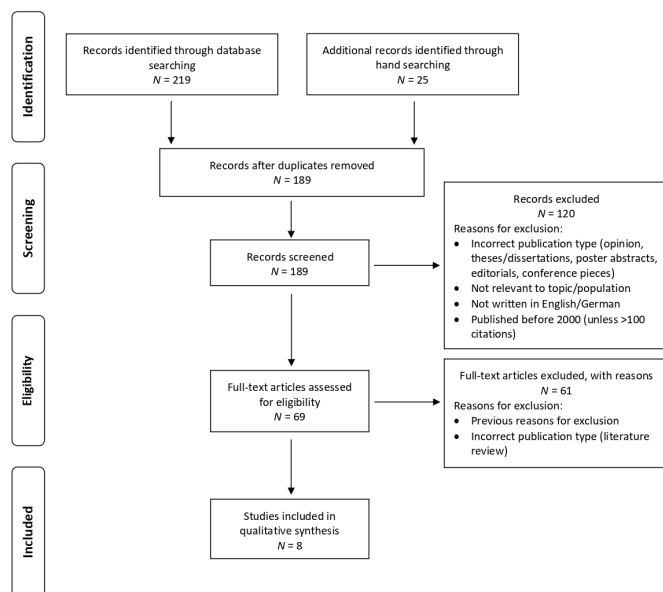 Identification
Records identified through database
searching
N = 219
Additional records identified through
hand searching
N = 25
Records after duplicates removed
N = 189
Screening
Records screened
N = 189
Records excluded
N = 120
Reasons for exclusion:
• Incorrect publication type (opinion,
theses/dissertations, poster abstracts,
editorials, conference pieces)
• Not relevant to topic/population
• Not written in English/German
• Published before 2000 (unless >100
citations)
Eligibility
Full-text articles assessed
for eligibility
N = 69
Full-text articles excluded, with reasons
N = 61
Reasons for exclusion:
• Previous reasons for exclusion
• Incorrect publication type (literature
review)
Included
Studies included in
qualitative synthesis
N = 8